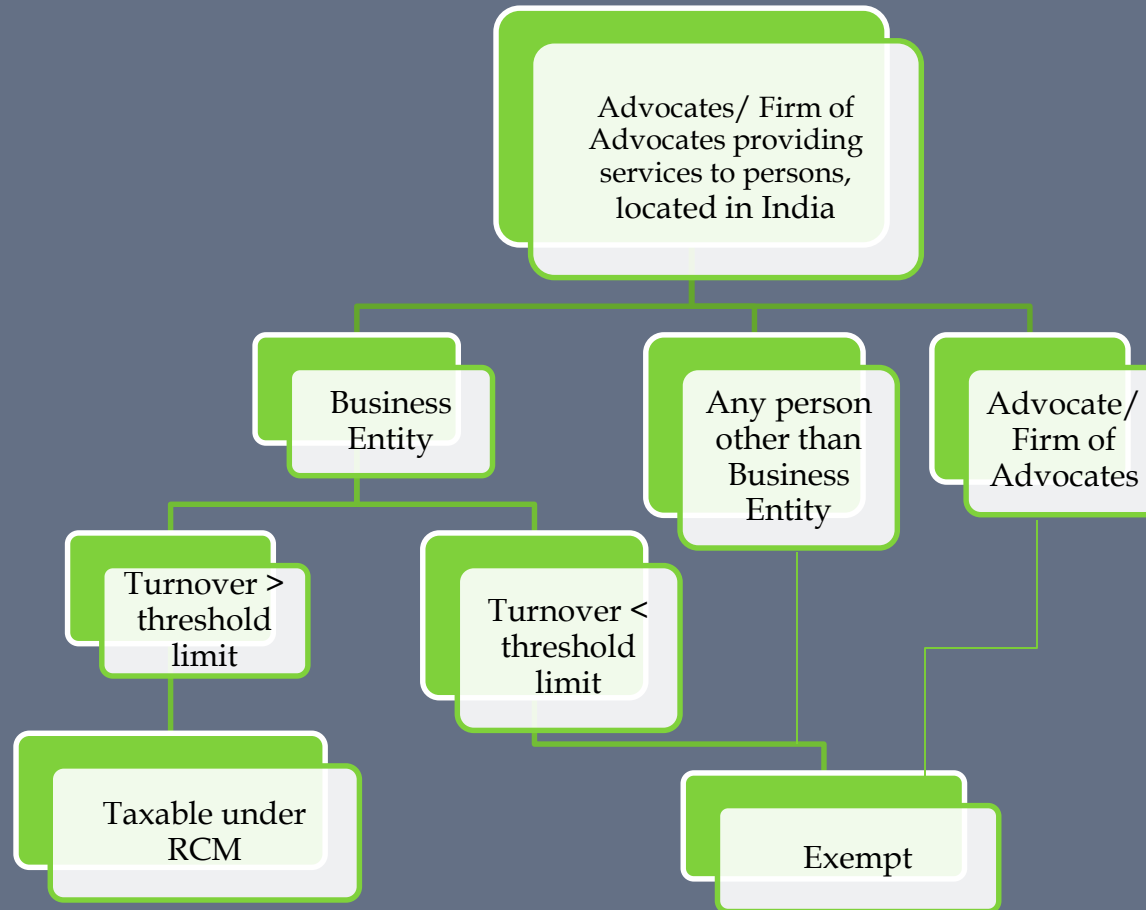 Advocates/ Firm of
Advocates providing
services to persons,
located in India
Business
Entity
Any person
other than
Business
Entity
Advocate/
Firm of
Advocates
Turnover >
threshold
limit
Turnover <
threshold
limit
Taxable under
RCM
Exempt